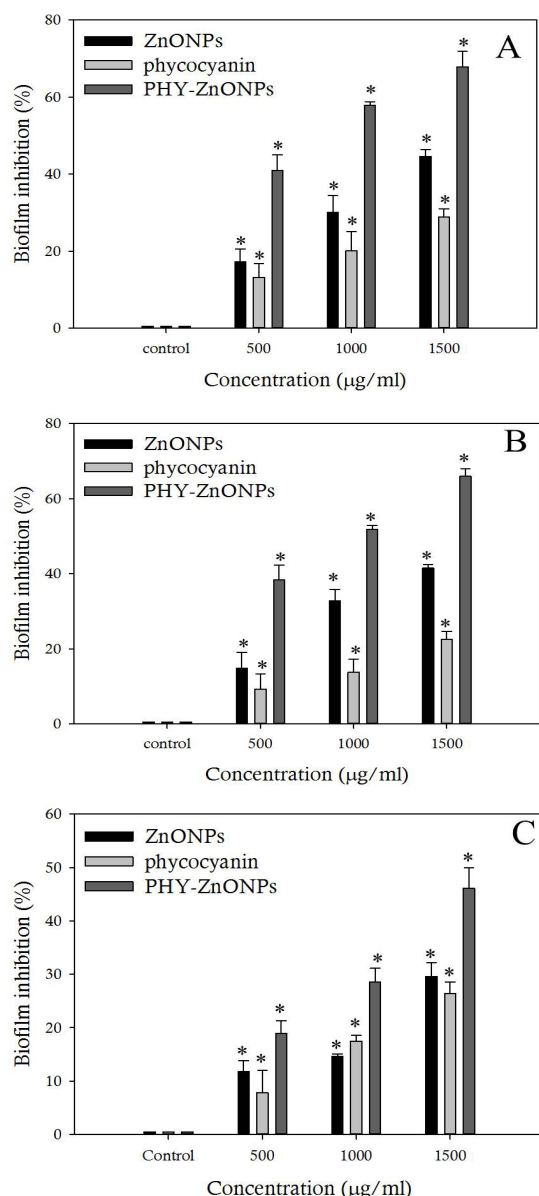 80
A
ZnONPs
phycocyanin
60
PHY-ZnONPs
Biofilm inhibition (%)
40
20
0
* * * * * * * * *
control 500 1000 1500
Concentration (µg/ml)
80
B
ZnONPs
phycocyanin
60
PHY-ZnONPs
Biofilm inhibition (%)
40
20
0
* * * * * * * * *
control 500 1000 1500
Concentration (µg/ml)
60
C
ZnONPs
phycocyanin
50
PHY-ZnONPs
Biofilm inhibition (%)
40
30
20
10
0
* * * * * * * * *
Control 500 1000 1500
Concentration (µg/ml)